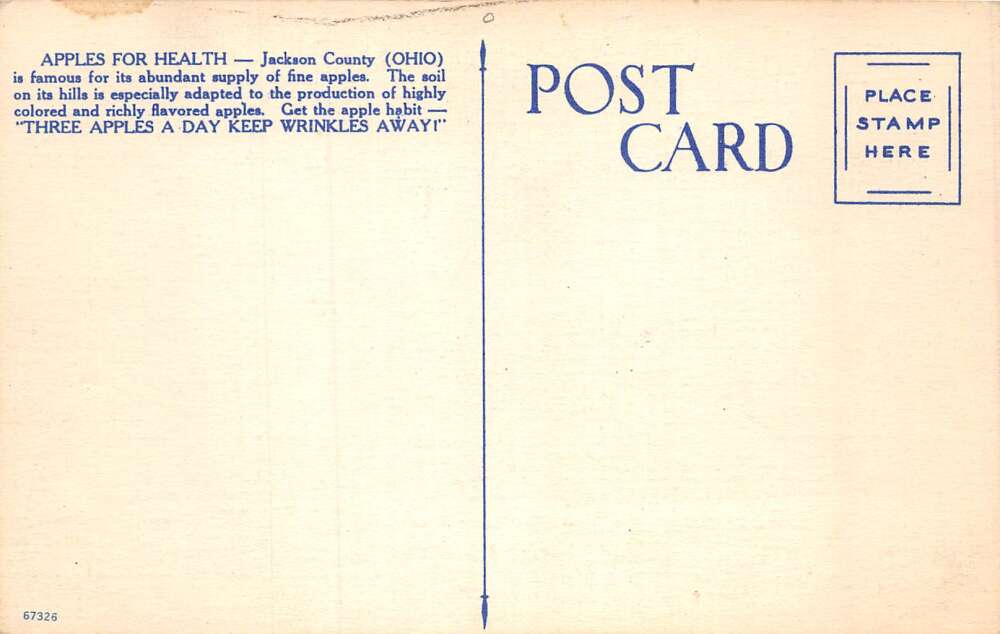 APPLES FOR HEALTH — Jackson County (OHIO)
is famous for its abundant supply of fine apples. The soil
on its hills is especially adapted to the production of highly
colored and richly flavored apples. Get the apple habit —
"THREE APPLES A DAY KEEP WRINKLES AWAY!"
POST
CARD
PLACE
STAMP
HERE
67326